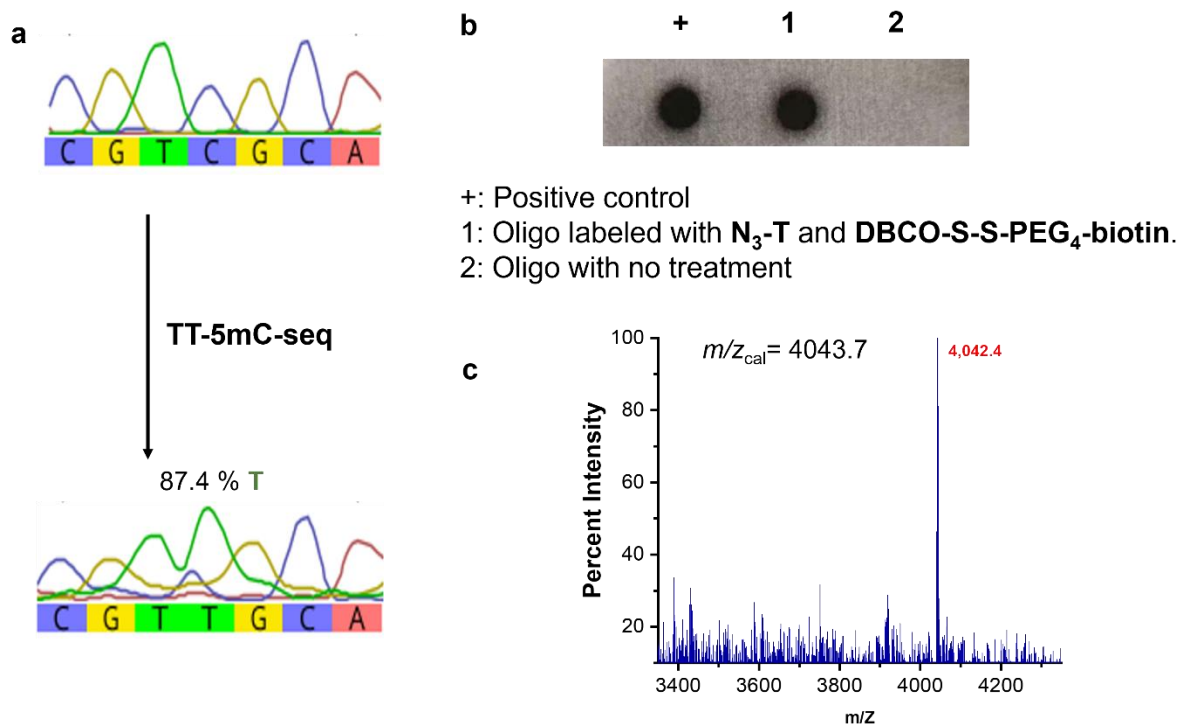 a
C G T C G C A
TT-5mC-seq
87.4 % T
C G T T G C A
b
+ 1 2
+: Positive control
1: Oligo labeled with N₃-T and DBCO-S-S-PEG₄-biotin.
2: Oligo with no treatment
c
m/z_cal= 4043.7
4,042.4
Percent Intensity
100
80
60
40
20
3400 3600 3800 4000 4200
m/Z